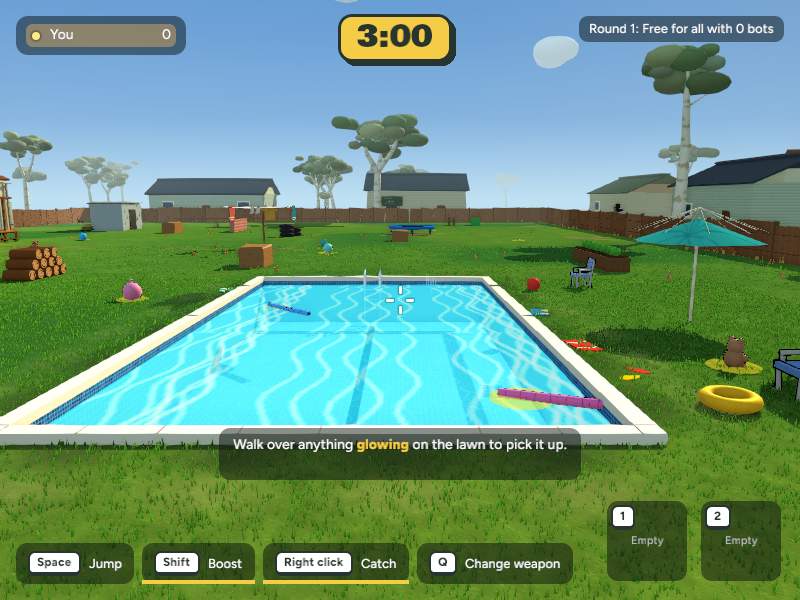 You 0
3:00
Round 1: Free for all with 0 bots
Walk over anything glowing on the lawn to pick it up.
1
Empty
2
Empty
Space Jump
Shift Boost
Right click Catch
Q Change weapon